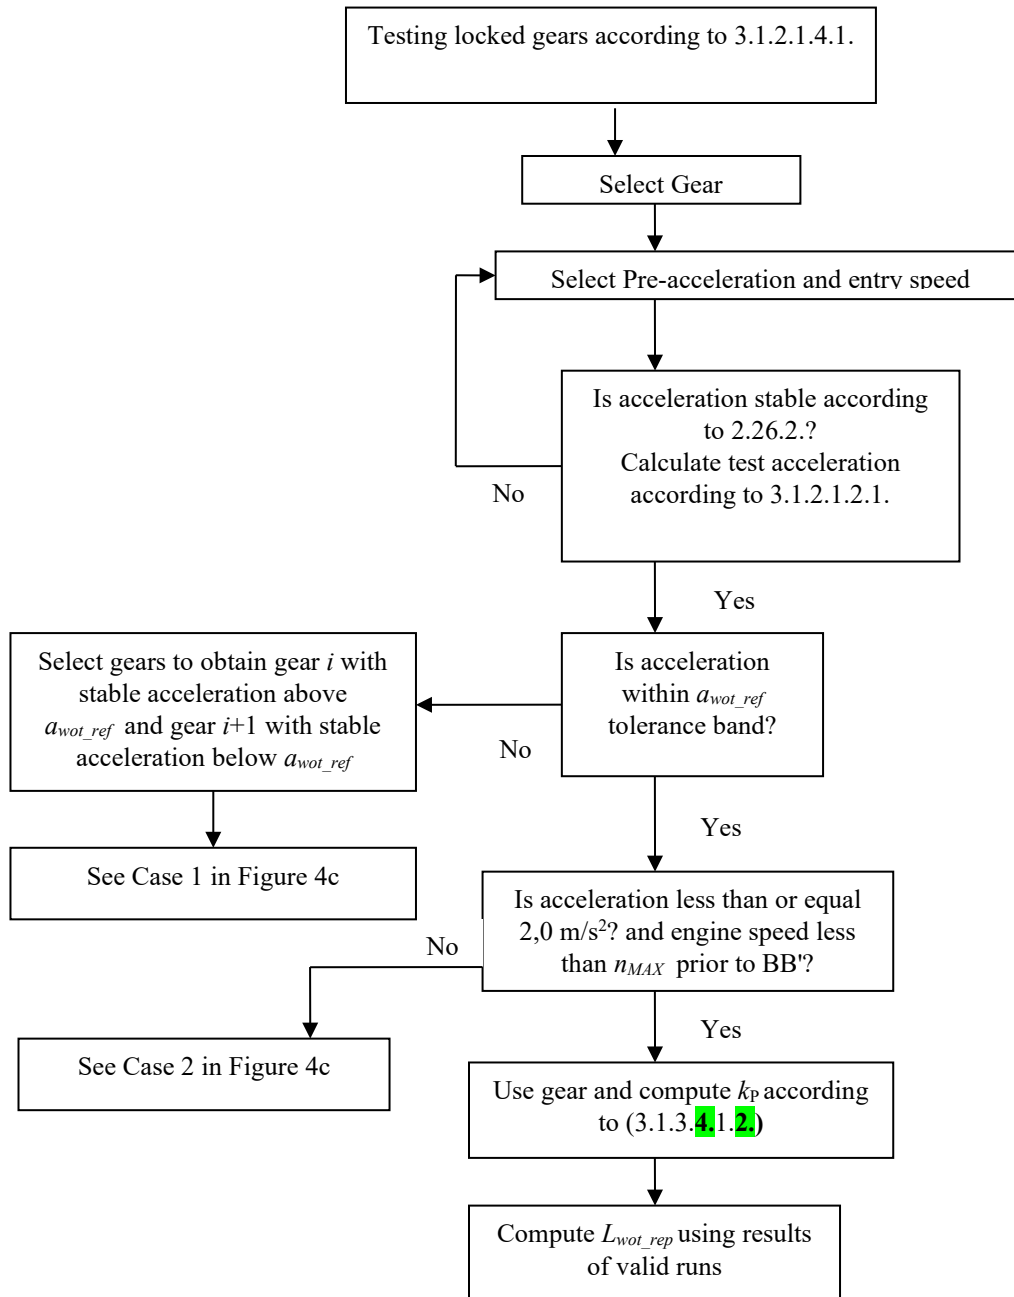 Testing locked gears according to 3.1.2.1.4.1.
Select Gear
Select Pre-acceleration and entry speed
Is acceleration stable according
to 2.26.2.?
Calculate test acceleration
according to 3.1.2.1.2.1.
No
Yes
Select gears to obtain gear i with
stable acceleration above
awot_ref and gear i+1 with stable
acceleration below awot_ref
Is acceleration
within awot_ref
tolerance band?
No
Yes
See Case 1 in Figure 4c
Is acceleration less than or equal
2,0 m/s²? and engine speed less
than nMAX prior to BB'?
No
Yes
See Case 2 in Figure 4c
Use gear and compute kP according
to (3.1.3.4.1.2.)
Compute Lwot_rep using results
of valid runs